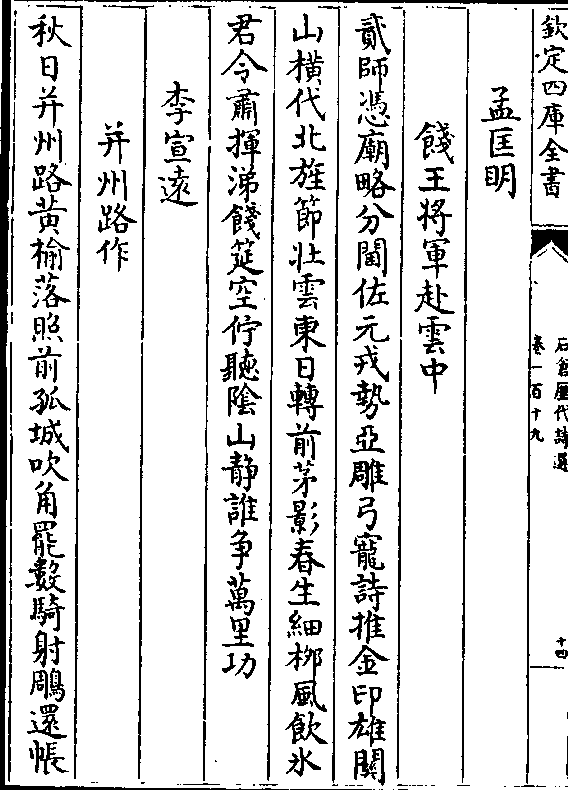 欽定四庫全書
石倉歷代詩選
卷一百十九
十四
孟匡明
餞王將軍赴雲中
貳師憑廟略分閫佐元戎勢亞雕弓寵詩推金印雄關
山横代北旌節壯雲東日轉前茅影春生細栁風飲氷
君令肅揮涕餞筵空佇聽隂山静誰争萬里功
李宣逺
并州路作
秋日并州路黄榆落照前孤城吹角罷數騎射鵰還帳